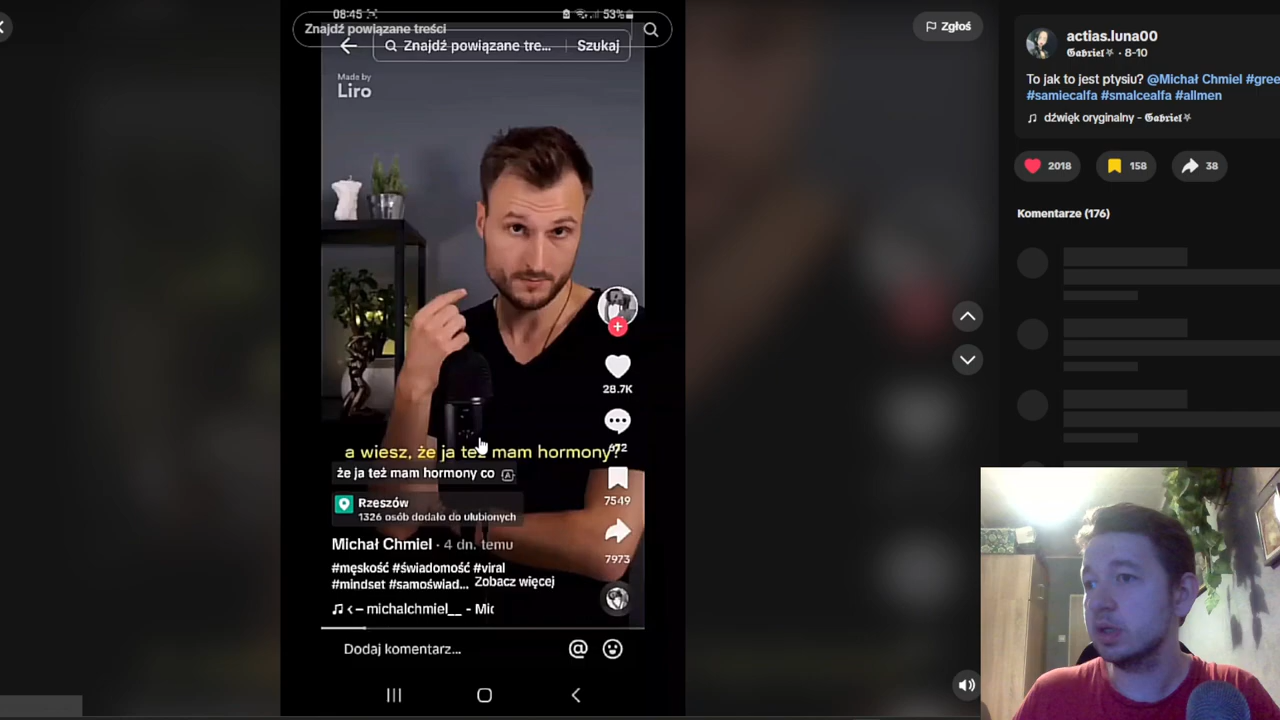 08:45
53%
Znajdź powiązane treści
Znajdź powiązane tre...
Szukaj
Made by
Liro
28.7K
a wiesz, że ja też mam hormony?
672
że ja też mam hormony co
Rzeszów
1326 osób dodało do ulubionych
7549
Michał Chmiel · 4 dn. temu
7973
#męskość #świadomość #viral
#mindset #samoświad... Zobacz więcej
michalchmiel__ - Mic
Dodaj komentarz...
Zgłoś
actias.luna00
𝕲𝖆𝖇𝖗𝖎𝖊𝖑⛧ · 8-10
To jak to jest ptysiu? @Michał Chmiel #gree
#samiecalfa #smalcealfa #allmen
dźwięk oryginalny - 𝕲𝖆𝖇𝖗𝖎𝖊𝖑⛧
2018
158
38
Komentarze (176)